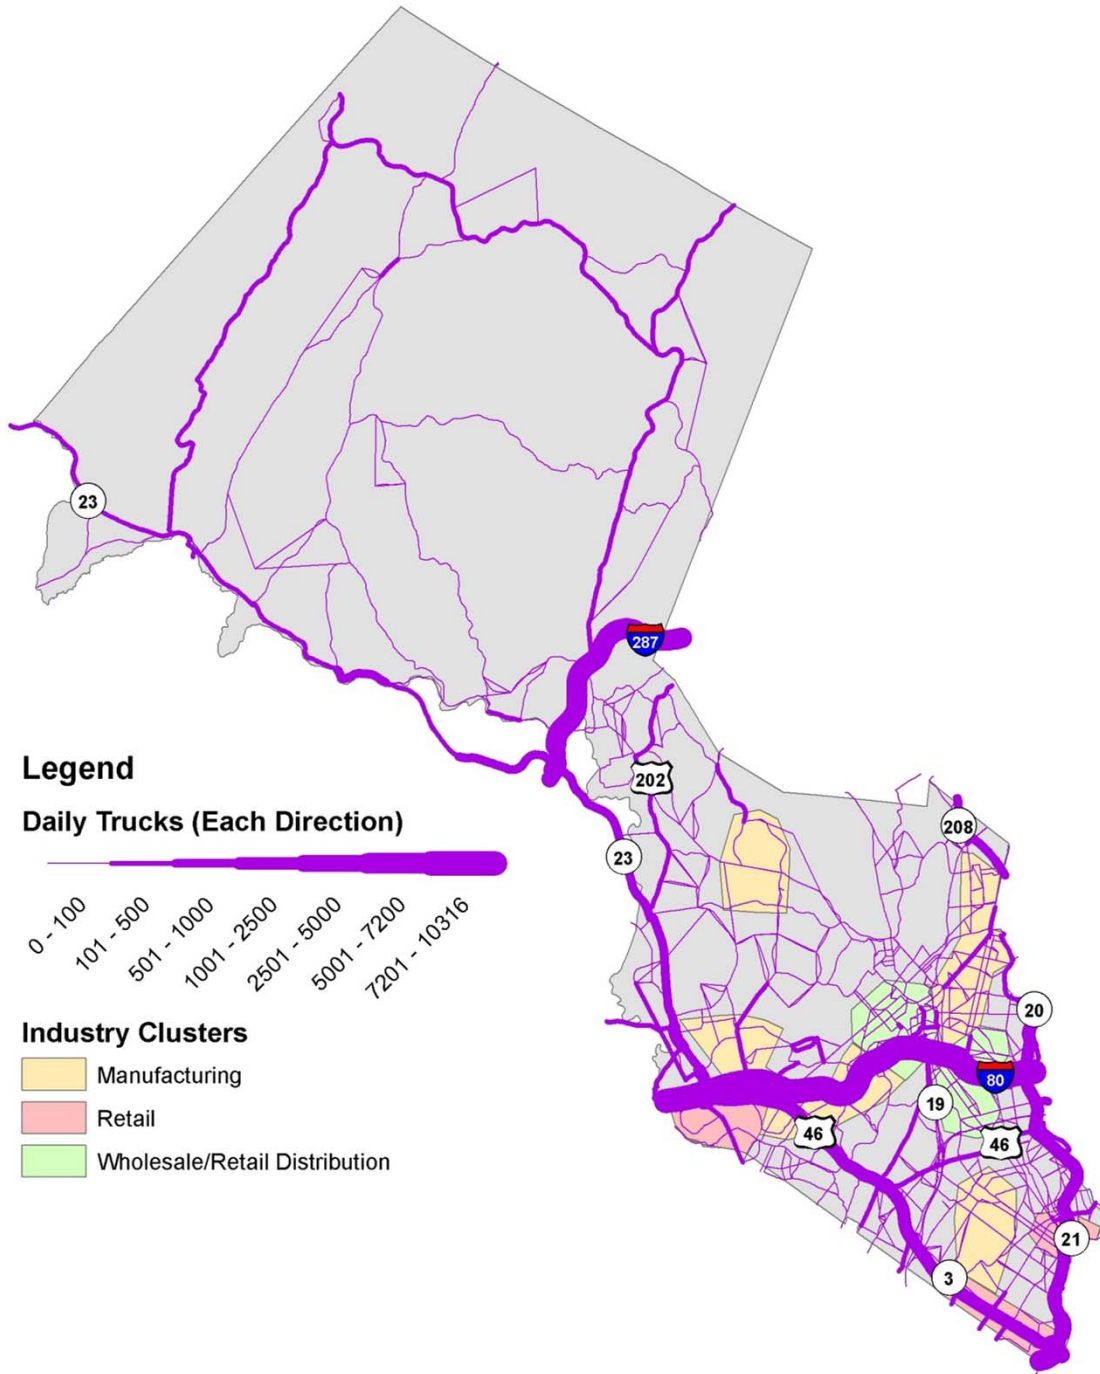 23
287
202
23
208
Legend
Daily Trucks (Each Direction)
0 - 100
101 - 500
501 - 1000
1001 - 2500
2501 - 5000
5001 - 7200
7201 - 10316
Industry Clusters
Manufacturing
Retail
Wholesale/Retail Distribution
20
80
19
46
46
21
3